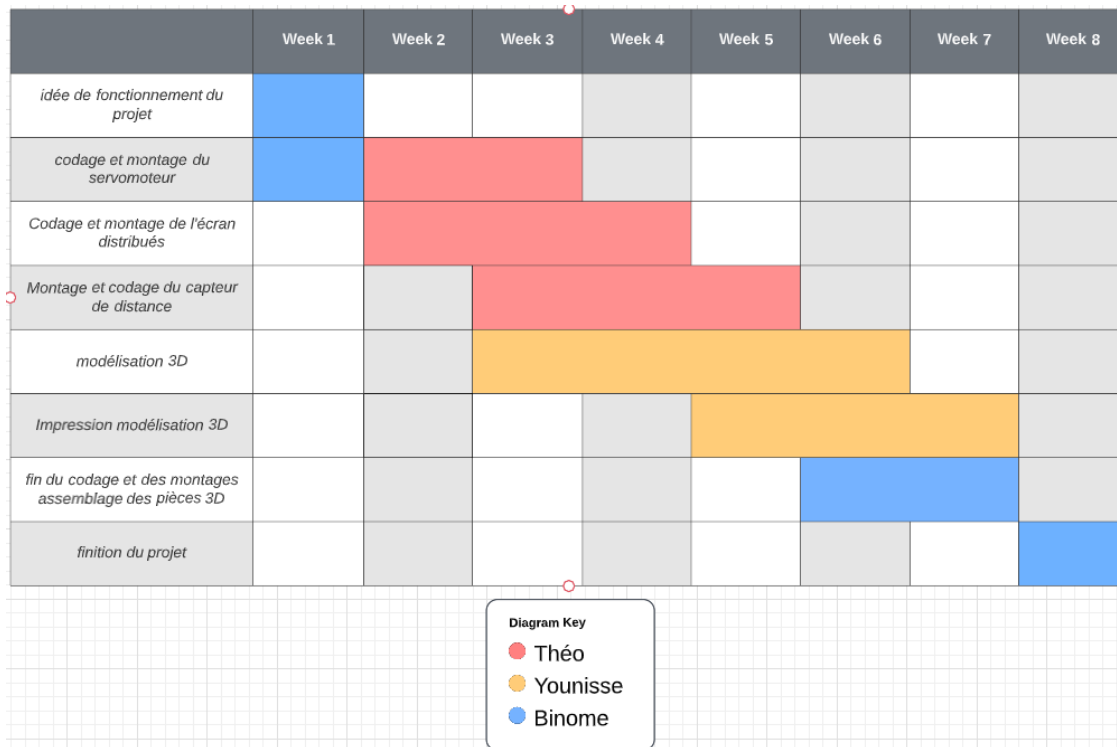 Week 1 Week 2 Week 3 Week 4 Week 5 Week 6 Week 7 Week 8
idée de fonctionnement du
projet
codage et montage du
servomoteur
Codage et montage de l'écran
distribués
Montage et codage du capteur
de distance
modélisation 3D
Impression modélisation 3D
fin du codage et des montages
assemblage des pièces 3D
finition du projet
Diagram Key
Théo
Younisse
Binome